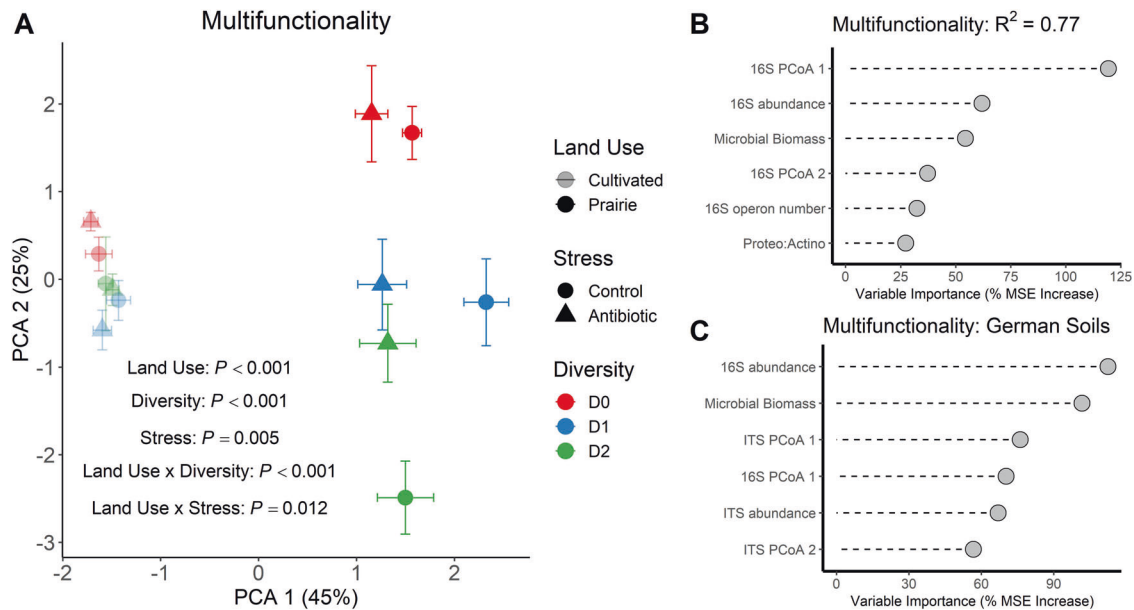 A
Multifunctionality
2
1
0
-1
-2
-3
PCA 2 (25%)
Land Use: P < 0.001
Diversity: P < 0.001
Stress: P = 0.005
Land Use x Diversity: P < 0.001
Land Use x Stress: P = 0.012
-2
-1
0
1
2
PCA 1 (45%)
Land Use
Cultivated
Prairie
Stress
Control
Antibiotic
Diversity
D0
D1
D2
B
Multifunctionality: R² = 0.77
16S PCoA 1
16S abundance
Microbial Biomass
16S PCoA 2
16S operon number
Proteo:Actino
0
25
50
75
100
125
Variable Importance (% MSE Increase)
C
Multifunctionality: German Soils
16S abundance
Microbial Biomass
ITS PCoA 1
16S PCoA 1
ITS abundance
ITS PCoA 2
0
30
60
90
Variable Importance (% MSE Increase)